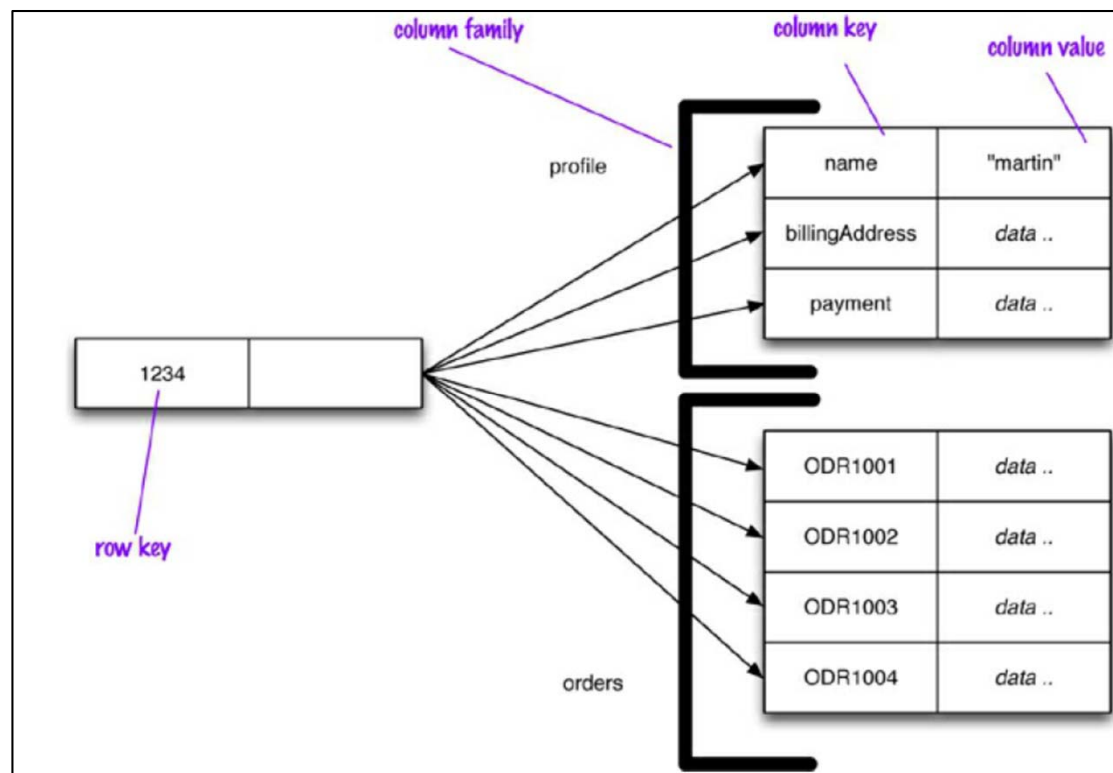 column family
column key
column value
profile
name
"martin"
billingAddress
data ..
payment
data ..
1234
row key
ODR1001
data ..
ODR1002
data ..
ODR1003
data ..
orders
ODR1004
data ..